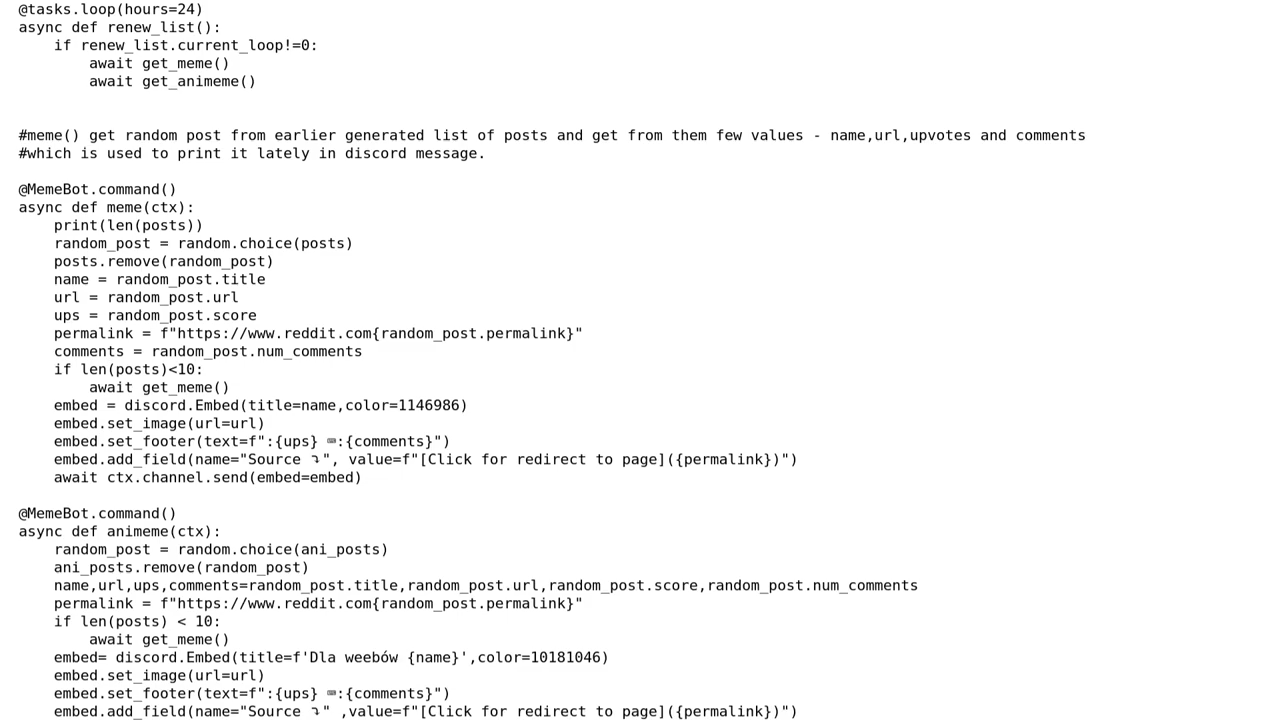 @tasks.loop(hours=24)
async def renew_list():
    if renew_list.current_loop!=0:
        await get_meme()
        await get_animeme()
#meme() get random post from earlier generated list of posts and get from them few values - name,url,upvotes and comments
#which is used to print it lately in discord message.
@MemeBot.command()
async def meme(ctx):
    print(len(posts))
    random_post = random.choice(posts)
    posts.remove(random_post)
    name = random_post.title
    url = random_post.url
    ups = random_post.score
    permalink = f"https://www.reddit.com{random_post.permalink}"
    comments = random_post.num_comments
    if len(posts)<10:
        await get_meme()
    embed = discord.Embed(title=name,color=1146986)
    embed.set_image(url=url)
    embed.set_footer(text=f":{ups} ⌨:{comments}")
    embed.add_field(name="Source ⤵", value=f"[Click for redirect to page]({permalink})")
    await ctx.channel.send(embed=embed)
@MemeBot.command()
async def animeme(ctx):
    random_post = random.choice(ani_posts)
    ani_posts.remove(random_post)
    name,url,ups,comments=random_post.title,random_post.url,random_post.score,random_post.num_comments
    permalink = f"https://www.reddit.com{random_post.permalink}"
    if len(posts) < 10:
        await get_meme()
    embed= discord.Embed(title=f'Dla weebów {name}',color=10181046)
    embed.set_image(url=url)
    embed.set_footer(text=f":{ups} ⌨:{comments}")
    embed.add_field(name="Source ⤵" ,value=f"[Click for redirect to page]({permalink})")